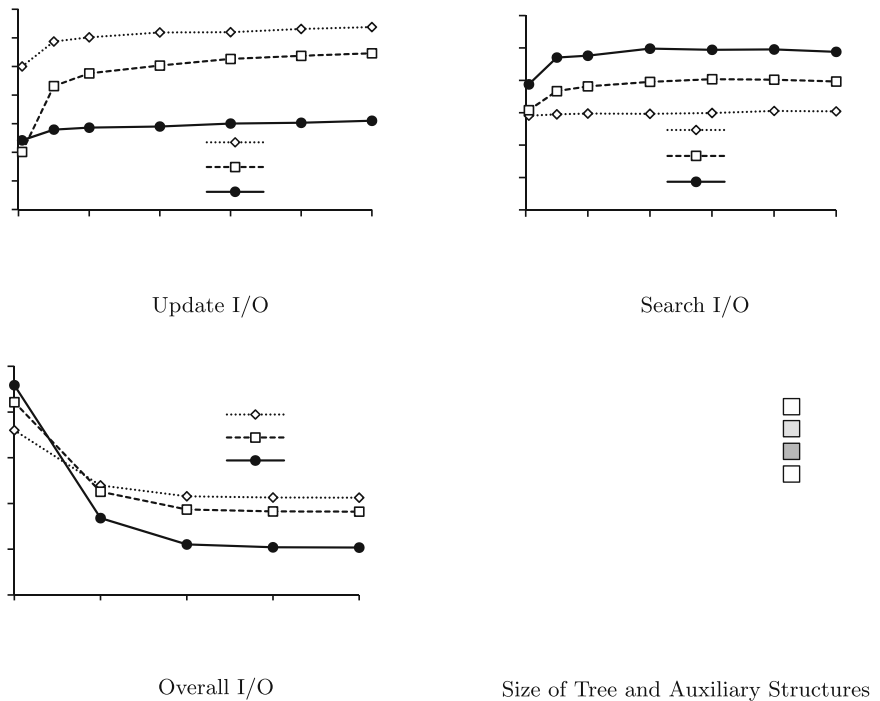 Update I/O
Search I/O
Overall I/O
Size of Tree and Auxiliary Structures